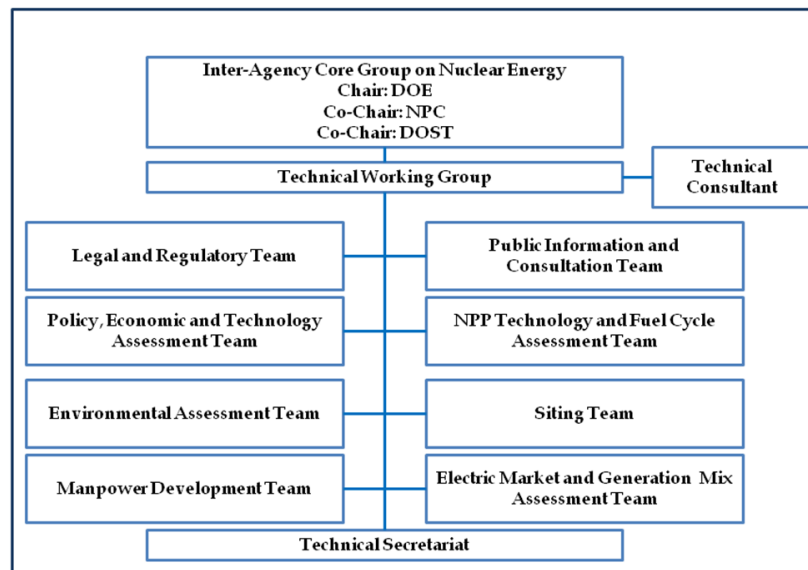 Inter-Agency Core Group on Nuclear Energy
Chair: DOE
Co-Chair: NPC
Co-Chair: DOST
Technical Working Group
Technical
Consultant
Legal and Regulatory Team
Public Information and
Consultation Team
Policy, Economic and Technology
Assessment Team
NPP Technology and Fuel Cycle
Assessment Team
Environmental Assessment Team
Siting Team
Manpower Development Team
Electric Market and Generation Mix
Assessment Team
Technical Secretariat